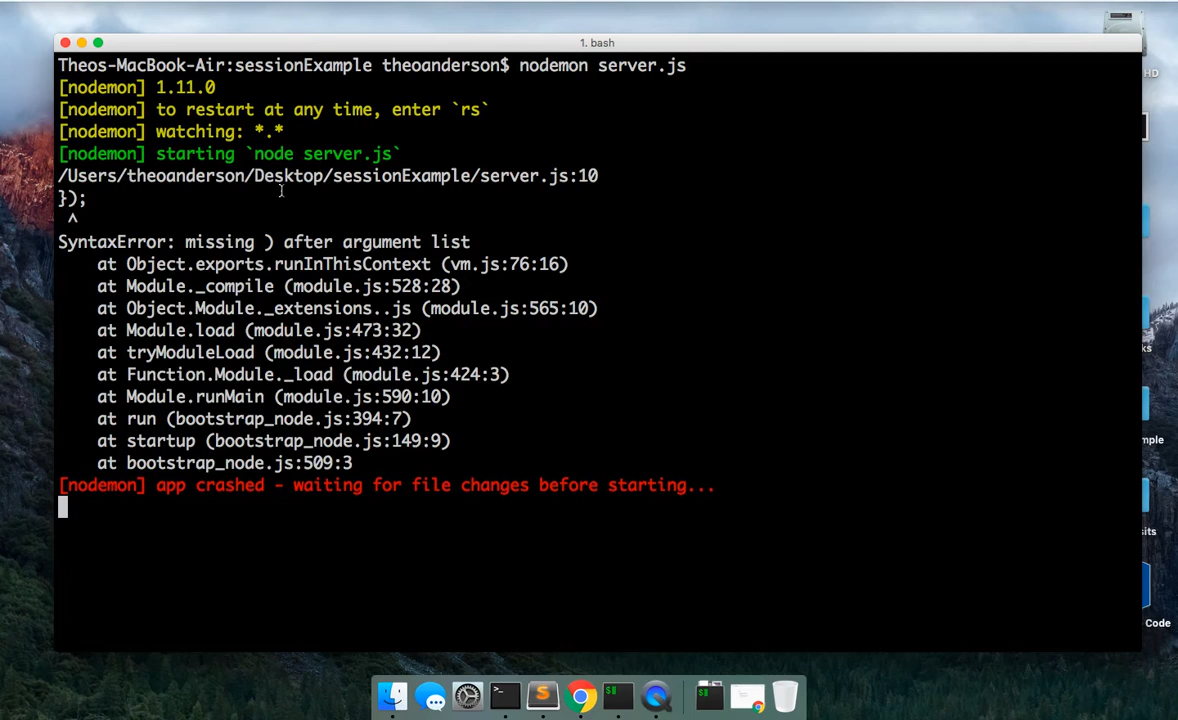 1. bash
Theos-MacBook-Air:sessionExample theoanderson$ nodemon server.js
[nodemon] 1.11.0
[nodemon] to restart at any time, enter `rs`
[nodemon] watching: *.*
[nodemon] starting `node server.js`
/Users/theoanderson/Desktop/sessionExample/server.js:10
});
^
SyntaxError: missing ) after argument list
at Object.exports.runInThisContext (vm.js:76:16)
at Module._compile (module.js:528:28)
at Object.Module._extensions..js (module.js:565:10)
at Module.load (module.js:473:32)
at tryModuleLoad (module.js:432:12)
at Function.Module._load (module.js:424:3)
at Module.runMain (module.js:590:10)
at run (bootstrap_node.js:394:7)
at startup (bootstrap_node.js:149:9)
at bootstrap_node.js:509:3
[nodemon] app crashed - waiting for file changes before starting...
HD
ks
mple
sits
Code